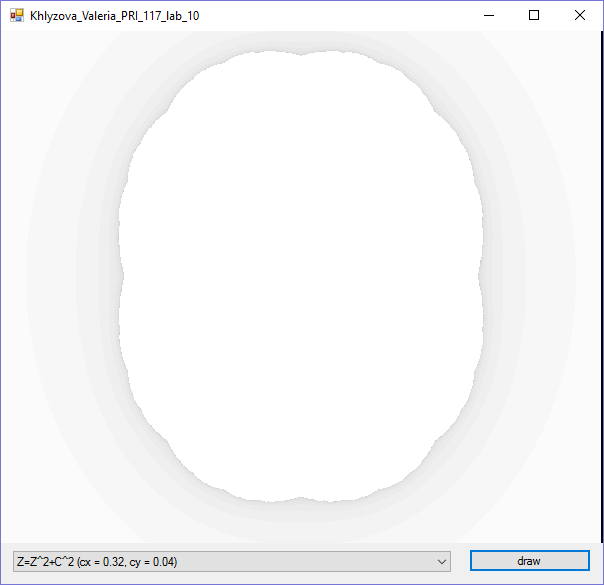 Khlyzova_Valeria_PRI_117_lab_10
Z=Z^2+C^2 (cx = 0.32, cy = 0.04)
draw